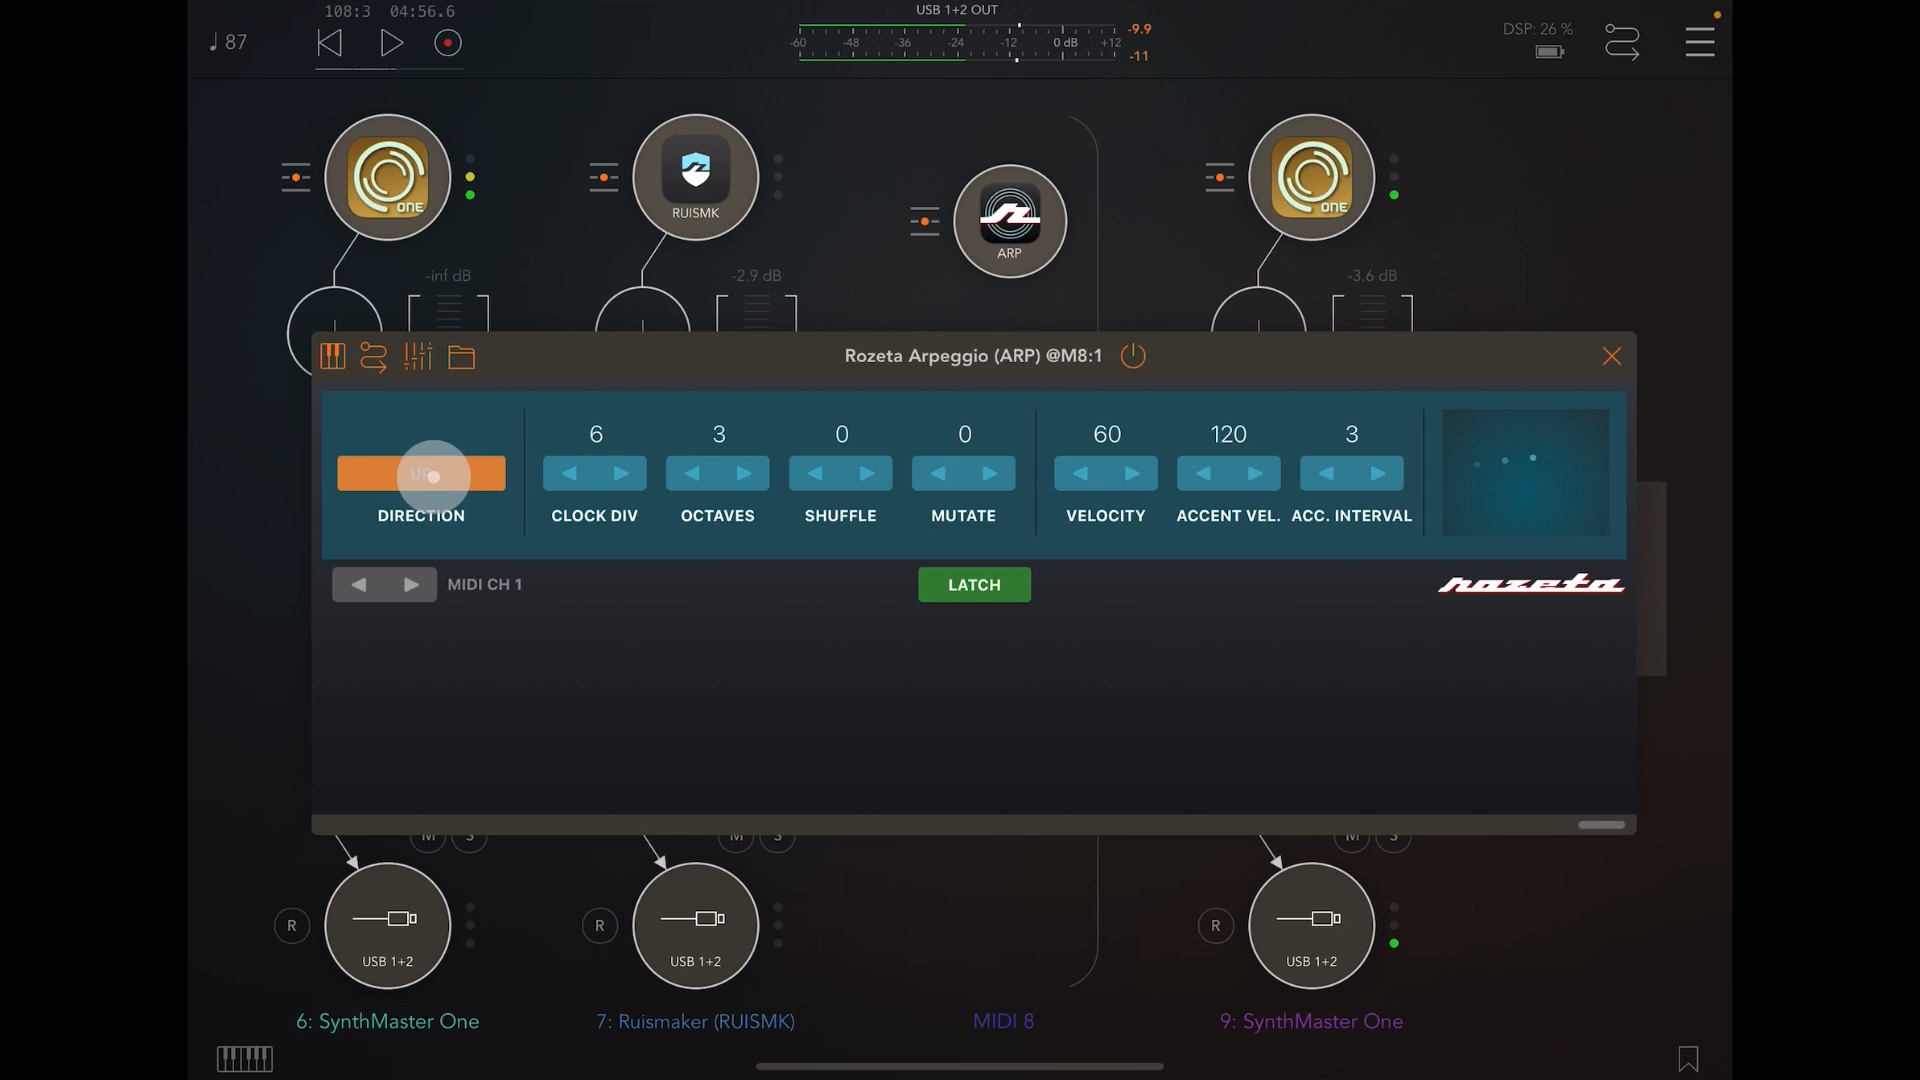 108:3 04:56.6
USB 1+2 OUT
♩ 87
-60 -48 -36 -24 -12 0 dB +12
-9.9
-11
DSP: 26 %
ONE
RUISMK
ARP
ONE
-inf dB
-2.9 dB
-3.6 dB
Rozeta Arpeggio (ARP) @M8:1
6 3 0 0 60 120 3
UP
DIRECTION CLOCK DIV OCTAVES SHUFFLE MUTATE VELOCITY ACCENT VEL. ACC. INTERVAL
MIDI CH 1
LATCH
rozeta
M S M S M S
R R R
USB 1+2 USB 1+2 USB 1+2
6: SynthMaster One
7: Ruismaker (RUISMK)
MIDI 8
9: SynthMaster One